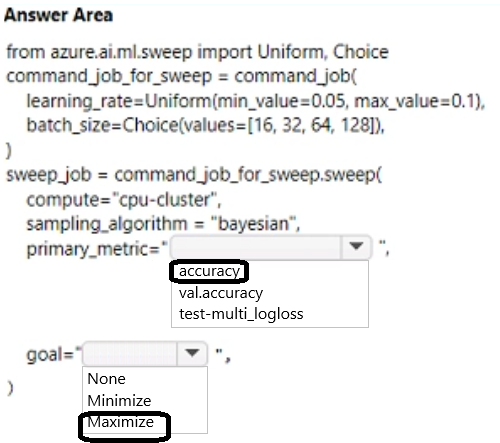 Answer Area
from azure.ai.ml.sweep import Uniform, Choice
command_job_for_sweep = command_job(
learning_rate=Uniform(min_value=0.05, max_value=0.1),
batch_size=Choice(values=[16, 32, 64, 128]),
)
sweep_job = command_job_for_sweep.sweep(
compute="cpu-cluster",
sampling_algorithm = "bayesian",
primary_metric=" ",
accuracy
val.accuracy
test-multi_logloss
goal=" ",
None
Minimize
Maximize
)